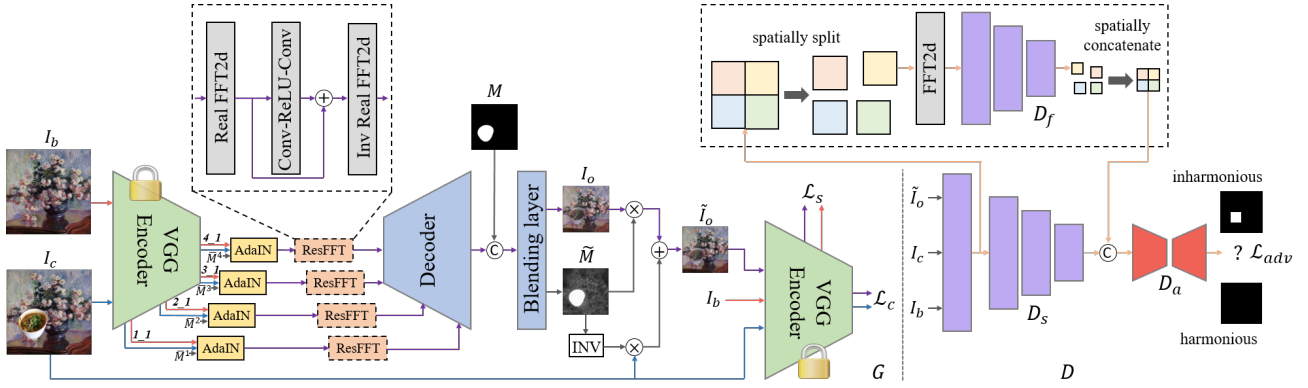 Real FFT2d
Conv-ReLU-Conv
+
Inv Real FFT2d
spatially split
FFT2D
D_f
spatially
concatenate
I_b
VGG
Encoder
4_1
M̄⁴
AdaIN
ResFFT
3_1
M̄³
AdaIN
ResFFT
2_1
M̄²
AdaIN
ResFFT
1_1
M̄¹
AdaIN
ResFFT
I_c
Decoder
M
C
Blending layer
I_o
M̃
INV
×
×
+
Ĩ_o
I_b
VGG
Encoder
ℒ_s
ℒ_c
G
D
Ĩ_o
I_c
I_b
D_s
C
D_a
inharmonious
? ℒ_adv
harmonious